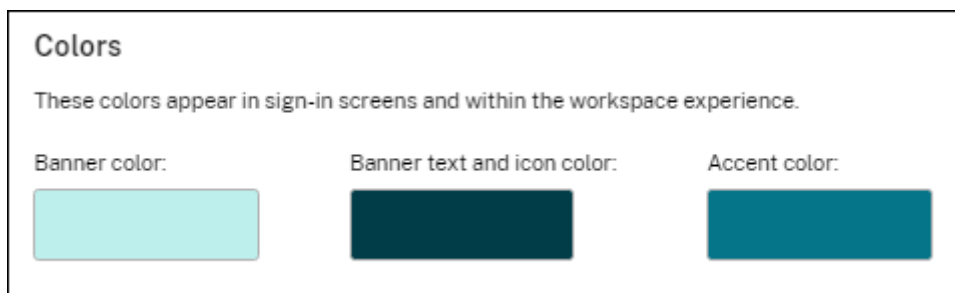 Colors
These colors appear in sign-in screens and within the workspace experience.
Banner color:
Banner text and icon color:
Accent color: